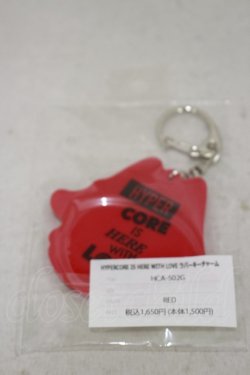 HYPER
CORE
IS
HERE
WITH
HYPERCORE IS HERE WITH LOVE ラバーキーチャーム
HCA-502G
RED
税込1,650円 (本体1,500円)